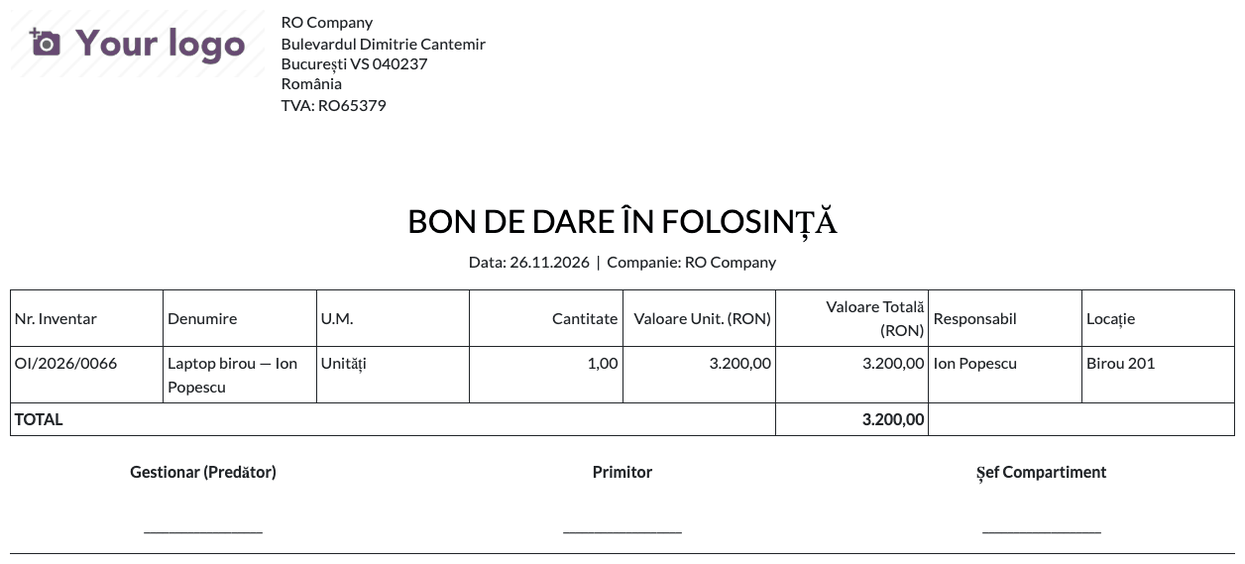 Your logo
RO Company
Bulevardul Dimitrie Cantemir
București VS 040237
România
TVA: RO65379
BON DE DARE ÎN FOLOSINȚĂ
Data: 26.11.2026 | Companie: RO Company
Nr. Inventar Denumire U.M. Cantitate Valoare Unit. (RON) Valoare Totală (RON) Responsabil Locație
OI/2026/0066 Laptop birou — Ion Popescu Unități 1,00 3.200,00 3.200,00 Ion Popescu Birou 201
TOTAL 3.200,00
Gestionar (Predător) Primitor Șef Compartiment